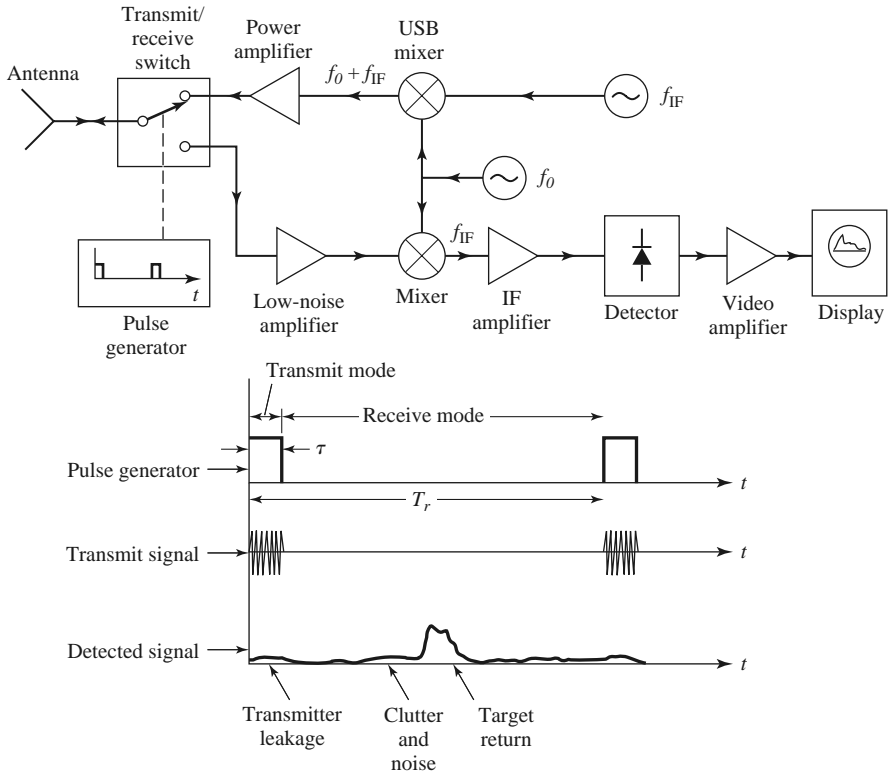 Transmit/
receive
switch
Power
amplifier
USB
mixer
Antenna
f0 + fIF
fIF
f0
fIF
t
Pulse
generator
Low-noise
amplifier
Mixer
IF
amplifier
Detector
Video
amplifier
Display
Transmit mode
Receive mode
τ
Pulse generator
t
Tr
Transmit signal
t
Detected signal
t
Transmitter
leakage
Clutter
and
noise
Target
return